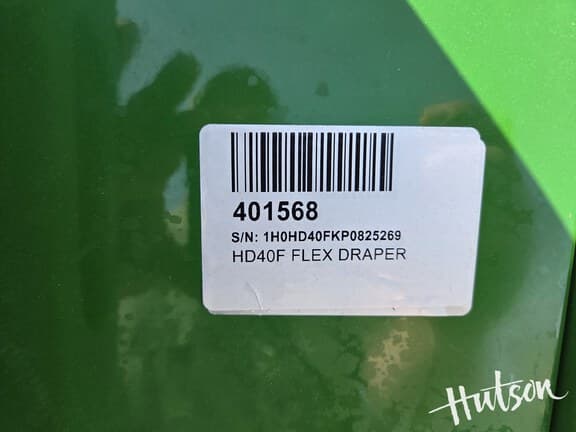 401568
S/N: 1H0HD40FKP0825269
HD40F FLEX DRAPER
Hutson